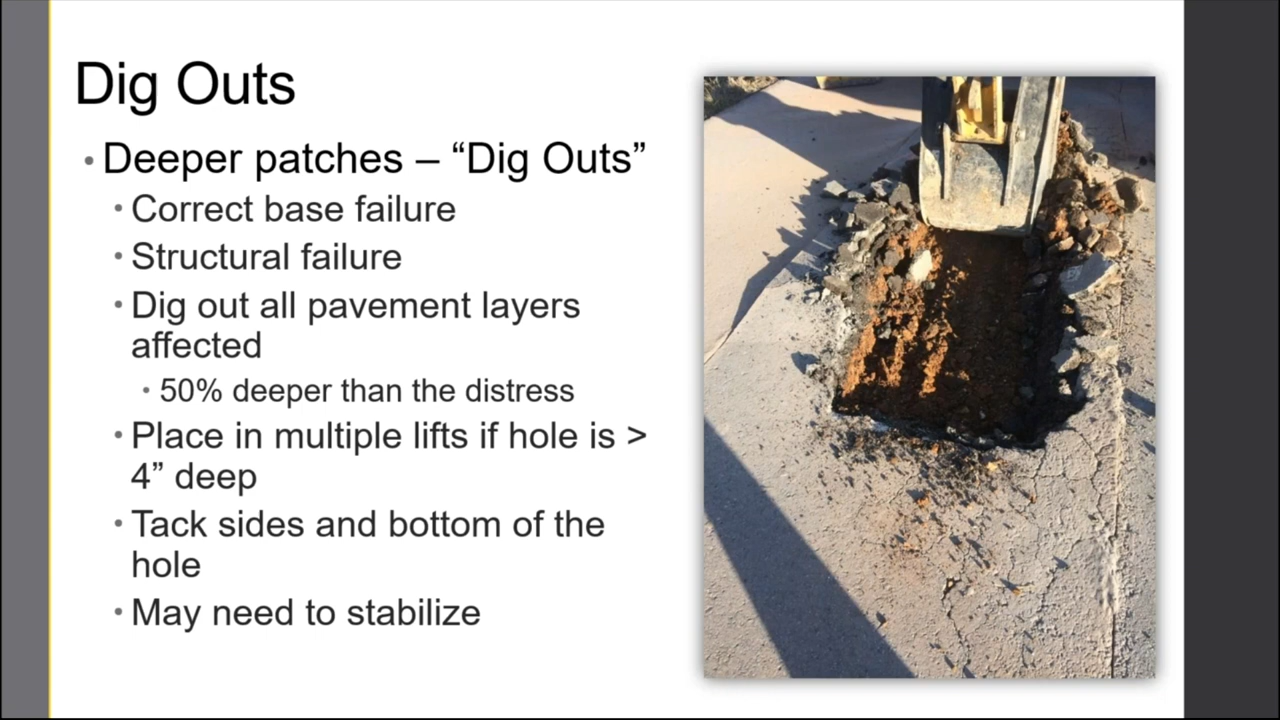 Dig Outs
• Deeper patches – “Dig Outs”
• Correct base failure
• Structural failure
• Dig out all pavement layers
affected
• 50% deeper than the distress
• Place in multiple lifts if hole is >
4” deep
• Tack sides and bottom of the
hole
• May need to stabilize